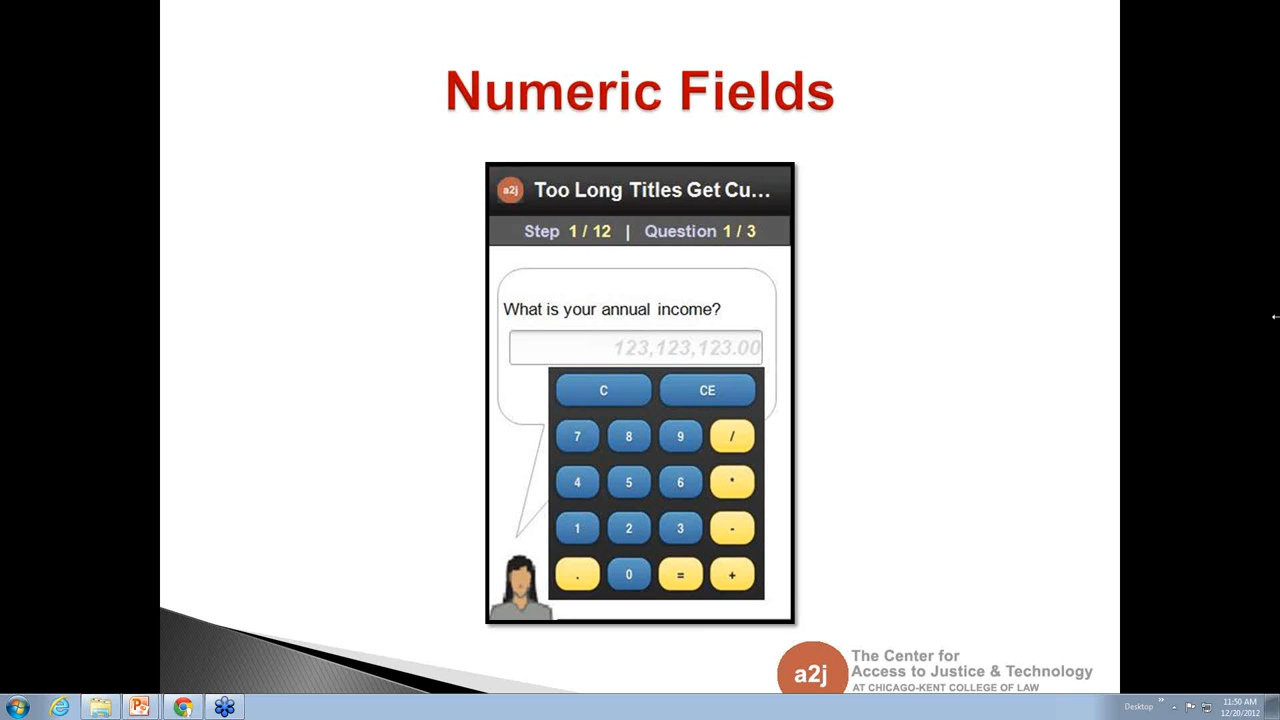 Numeric Fields
a2j Too Long Titles Get Cu...
Step 1 / 12 | Question 1 / 3
What is your annual income?
123,123,123.00
C CE
7 8 9 /
4 5 6 *
1 2 3 -
. 0 = +
a2j
The Center for
Access to Justice & Technology
AT CHICAGO-KENT COLLEGE OF LAW
Desktop
11:50 AM
12/20/2012